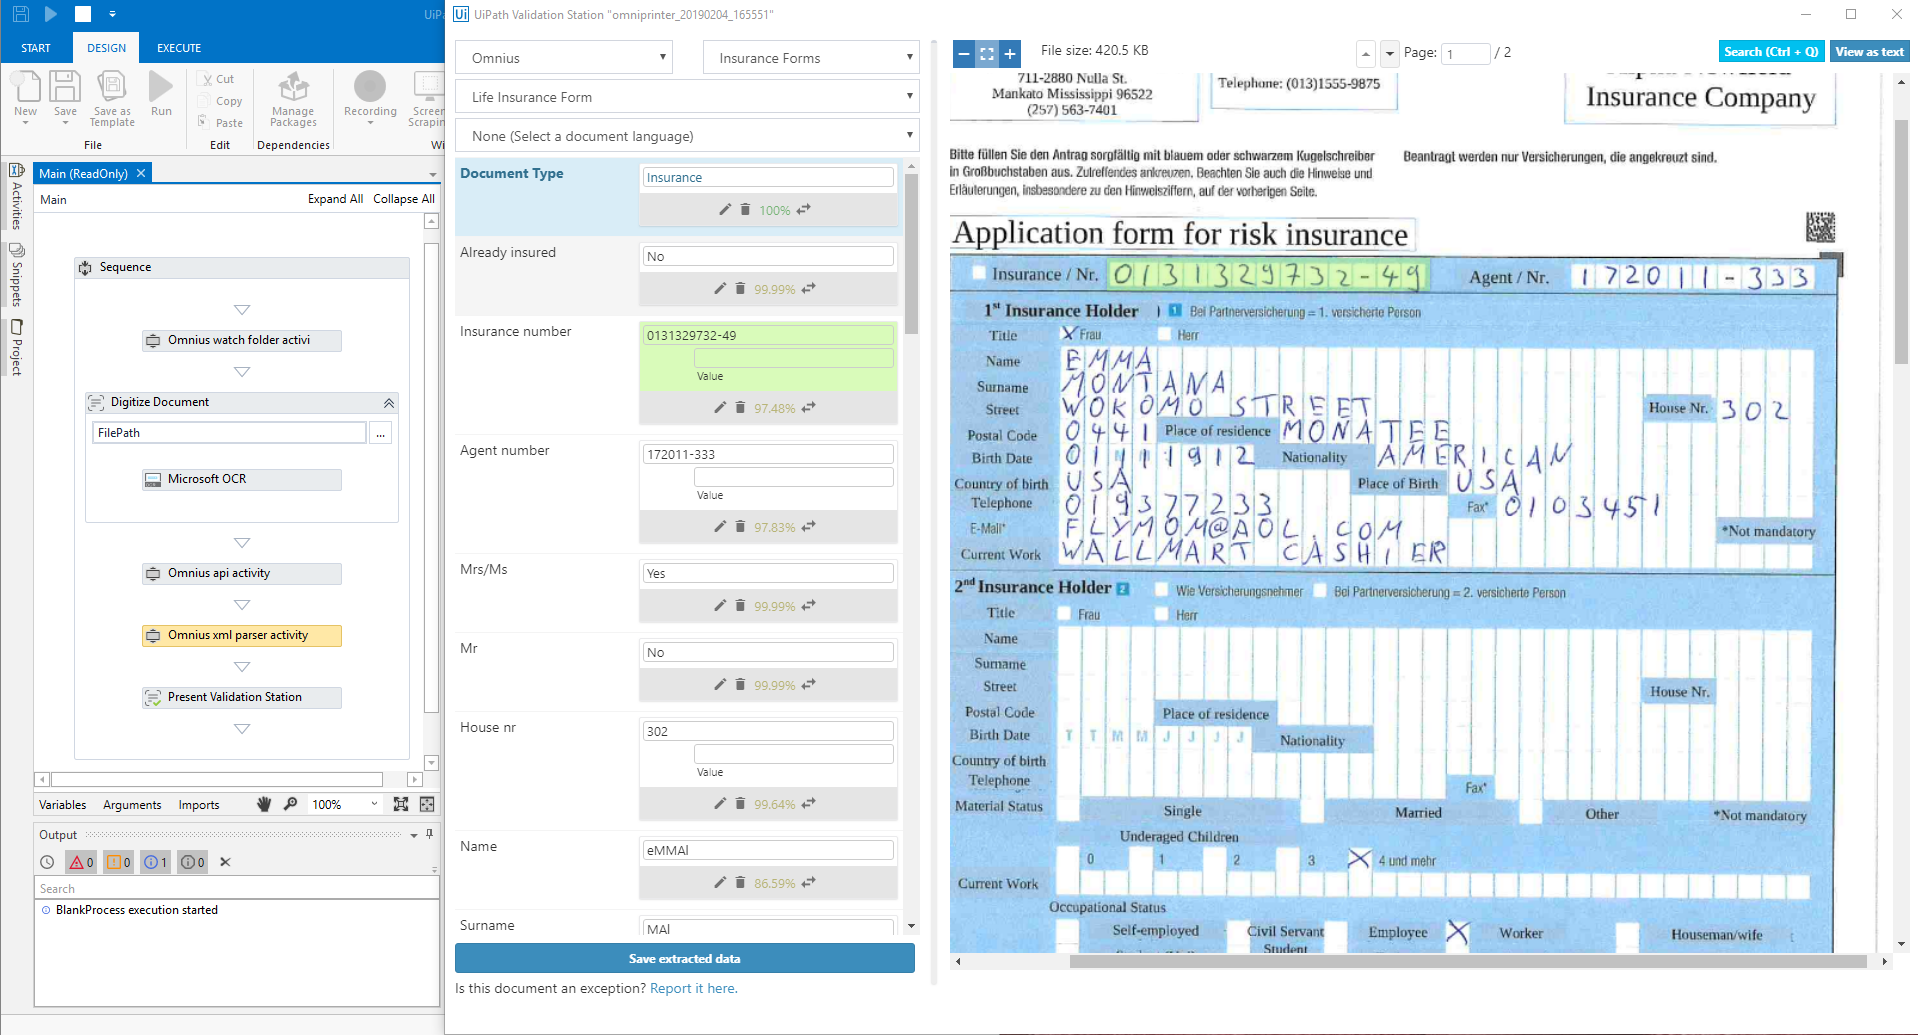 UiPa
START
DESIGN
EXECUTE
New
Save
Save as
Template
Run
Cut
Copy
Paste
Manage
Packages
Recording
Screen
Scraping
File
Edit
Dependencies
Wi
Activities
Snippets
Project
Main (ReadOnly)
Main
Expand All
Collapse All
Sequence
Omnius watch folder activi
Digitize Document
FilePath
...
Microsoft OCR
Omnius api activity
Omnius xml parser activity
Present Validation Station
Variables
Arguments
Imports
100%
Output
0
0
1
0
Search
BlankProcess execution started
Ui UiPath Validation Station "omniprinter_20190204_165551"
Omnius
Insurance Forms
Life Insurance Form
None (Select a document language)
Document Type
Insurance
100%
Already insured
No
99.99%
Insurance number
0131329732-49
Value
97.48%
Agent number
172011-333
Value
97.83%
Mrs/Ms
Yes
99.99%
Mr
No
99.99%
House nr
302
Value
99.64%
Name
eMMAl
86.59%
Surname
MAl
Save extracted data
Is this document an exception? Report it here.
File size: 420.5 KB
Page: 1 / 2
Search (Ctrl + Q)
View as text
711-2880 Nulla St.
Mankato Mississippi 96522
(257) 563-7401
Telephone: (013)1555-9875
Insurance Company
Bitte füllen Sie den Antrag sorgfältig mit blauem oder schwarzem Kugelschreiber
in Großbuchstaben aus. Zutreffendes ankreuzen. Beachten Sie auch die Hinweise und
Erläuterungen, insbesondere zu den Hinweisziffern, auf der vorherigen Seite.
Beantragt werden nur Versicherungen, die angekreuzt sind.
Application form for risk insurance
Insurance / Nr. 0131329732-49 Agent / Nr. 172011-333
1st Insurance Holder 1 Bei Partnerversicherung = 1. versicherte Person
Title X Frau Herr
Name EMMA
Surname MONTANA
Street WOKOMO STREET House Nr. 302
Postal Code 0441 Place of residence MONATEE
Birth Date 01111912 Nationality AMERICAN
Country of birth USA Place of Birth USA
Telephone 019377233 Fax* 0103451
E-Mail* FLYMOM@AOL.COM *Not mandatory
Current Work WALLMART CASHIER
2nd Insurance Holder 2 Wie Versicherungsnehmer Bei Partnerversicherung = 2. versicherte Person
Title Frau Herr
Name
Surname
Street House Nr.
Postal Code Place of residence
Birth Date T T M M J J J J Nationality
Country of birth
Telephone Fax*
Material Status Single Married Other *Not mandatory
Underaged Children
0 1 2 3 X 4 und mehr
Current Work
Occupational Status
Self-employed Civil Servant Employee X Worker Houseman/wife
Student